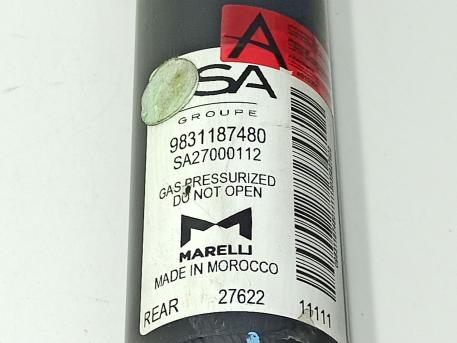 A
SA
GROUPE
9831187480
SA27000112
GAS PRESSURIZED
DO NOT OPEN
MARELLI
MADE IN MOROCCO
REAR 27622 11111